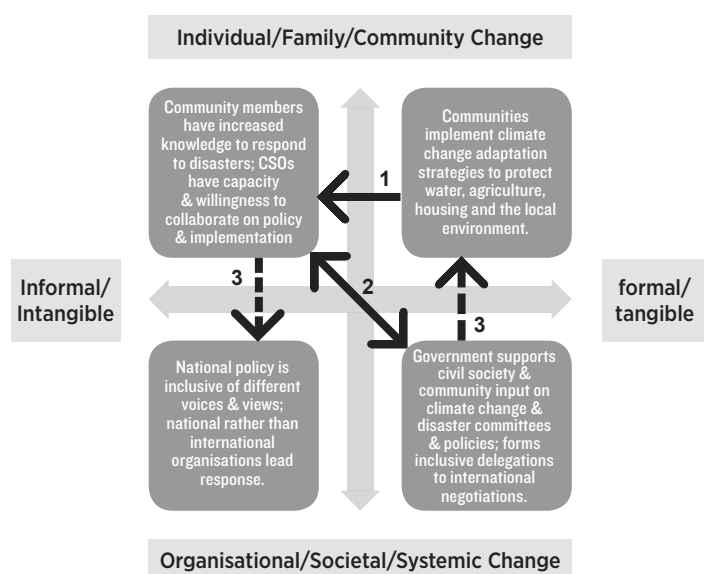 Individual/Family/Community Change
Community members
have increased
knowledge to respond
to disasters; CSOs
have capacity
& willingness to
collaborate on policy
& implementation
1
Communities
implement climate
change adaptation
strategies to protect
water, agriculture,
housing and the local
environment.
Informal/
Intangible
3
2
3
formal/
tangible
National policy is
inclusive of different
voices & views;
national rather than
international
organisations lead
response.
Government supports
civil society &
community input on
climate change &
disaster committees
& policies; forms
inclusive delegations
to international
negotiations.
Organisational/Societal/Systemic Change